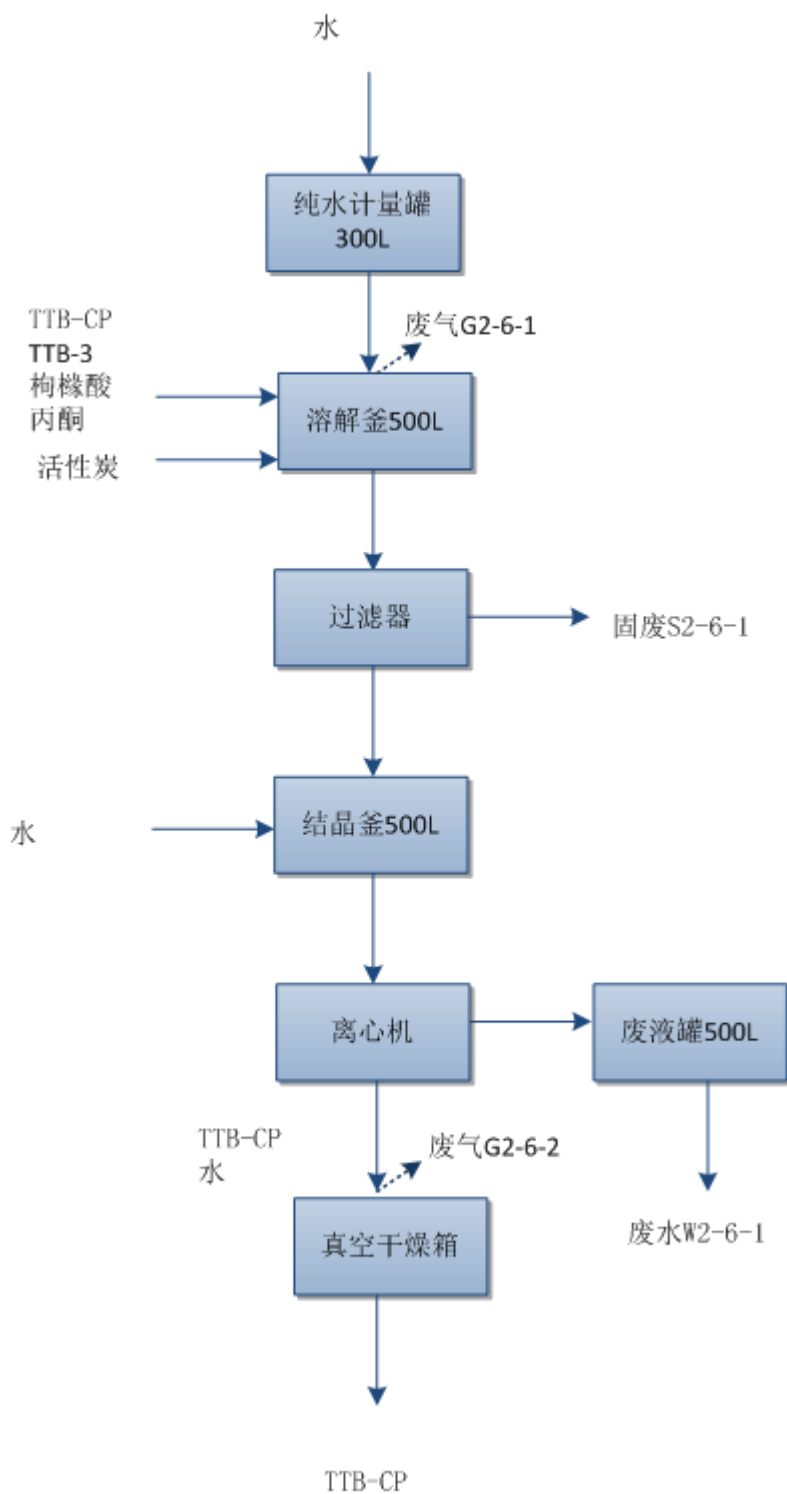 水
纯水计量罐
300L
废气G2-6-1
TTB-CP
TTB-3
枸橼酸
丙酮
溶解釜500L
活性炭
过滤器
固废S2-6-1
结晶釜500L
水
离心机
废液罐500L
TTB-CP
水
废气G2-6-2
真空干燥箱
废水W2-6-1
TTB-CP